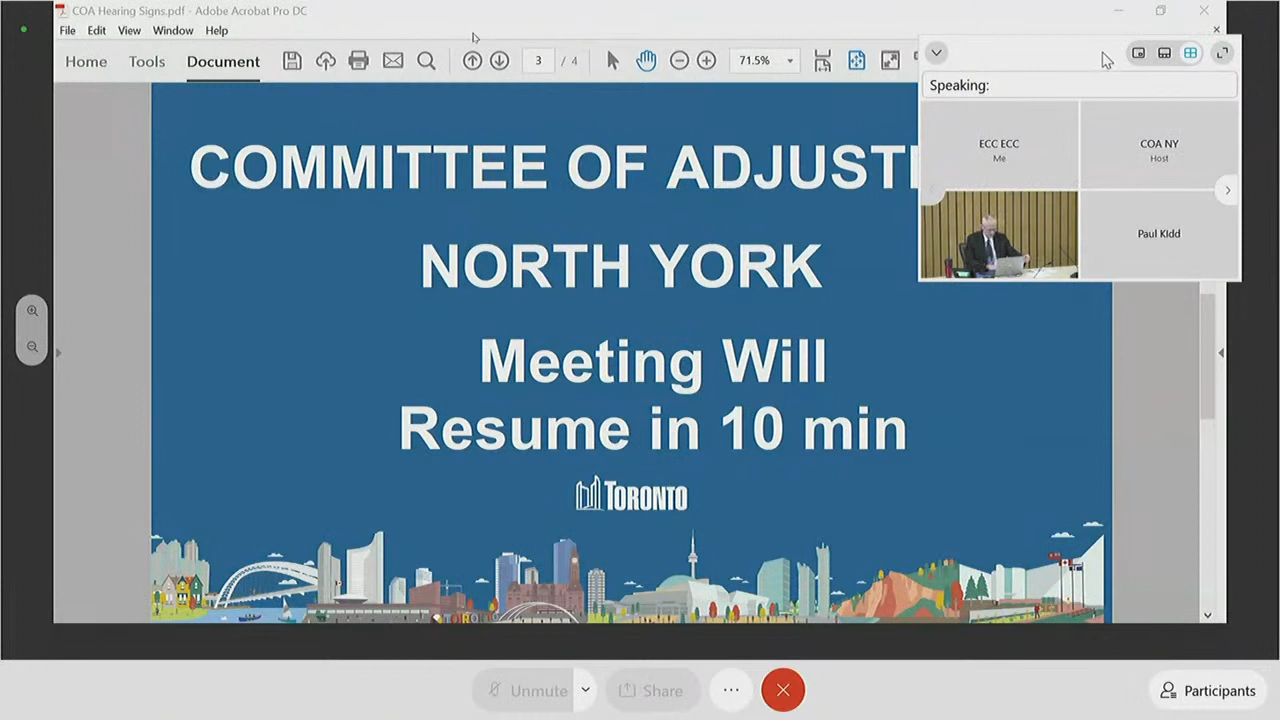 COA Hearing Signs.pdf - Adobe Acrobat Pro DC
File Edit View Window Help
Home Tools Document 3 / 4 71.5%
Speaking:
ECC ECC
Me
COA NY
Host
Paul KIdd
COMMITTEE OF ADJUST
NORTH YORK
Meeting Will
Resume in 10 min
TORONTO
Unmute Share Participants